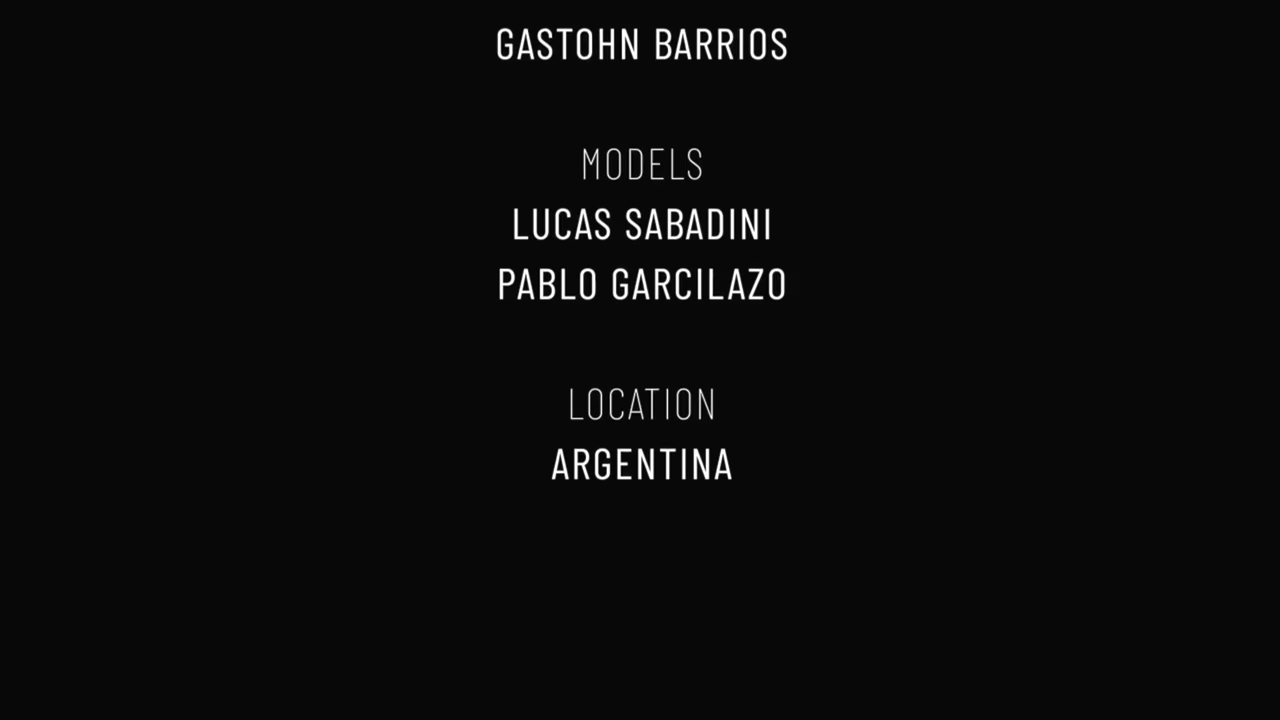 GASTOHN BARRIOS
MODELS
LUCAS SABADINI
PABLO GARCILAZO
LOCATION
ARGENTINA